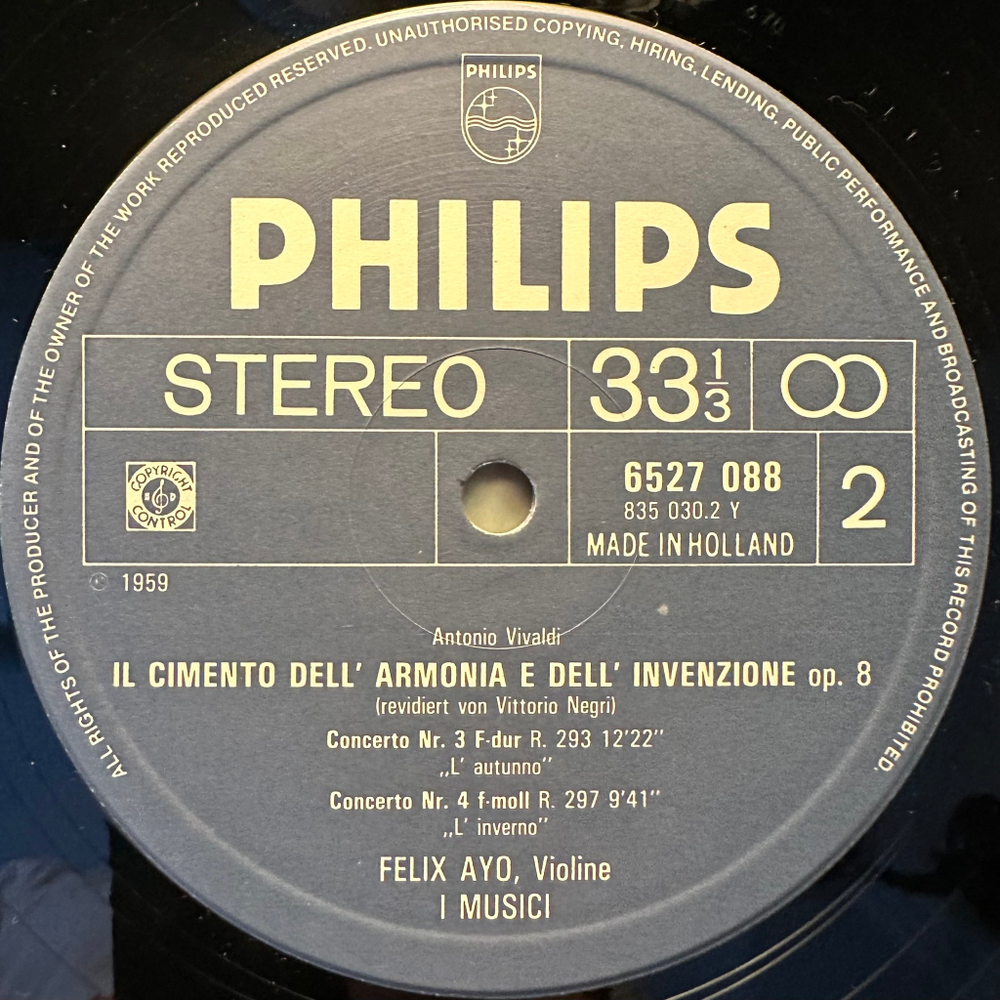 ALL RIGHTS OF THE PRODUCER AND OF THE OWNER OF THE WORK REPRODUCED RESERVED. UNAUTHORISED COPYING, HIRING, LENDING, PUBLIC PERFORMANCE AND BROADCASTING OF THIS RECORD PROHIBITED.
PHILIPS
PHILIPS
STEREO 33 1/3
COPYRIGHT
CONTROL
6527 088
835 030.2 Y
MADE IN HOLLAND
2
℗ 1959
Antonio Vivaldi
IL CIMENTO DELL' ARMONIA E DELL' INVENZIONE op. 8
(revidiert von Vittorio Negri)
Concerto Nr. 3 F-dur R. 293 12'22''
„L' autunno''
Concerto Nr. 4 f-moll R. 297 9'41''
„L' inverno''
FELIX AYO, Violine
I MUSICI